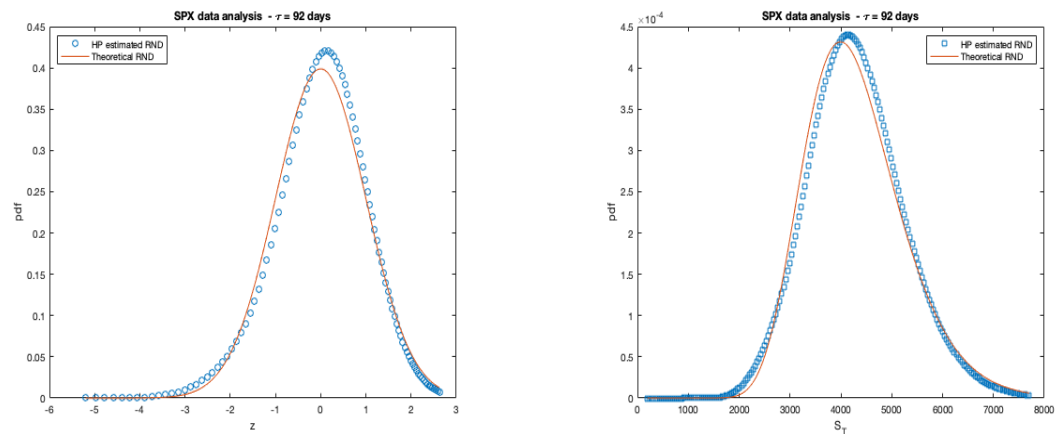 SPX data analysis - τ = 92 days
0.45
0.4
0.35
0.3
0.25
0.2
0.15
0.1
0.05
0
pdf
HP estimated RND
Theoretical RND
-6 -5 -4 -3 -2 -1 0 1 2 3
z
SPX data analysis - τ = 92 days
×10⁻⁴
4.5
4
3.5
3
2.5
2
1.5
1
0.5
0
pdf
HP estimated RND
Theoretical RND
0 1000 2000 3000 4000 5000 6000 7000 8000
S_T